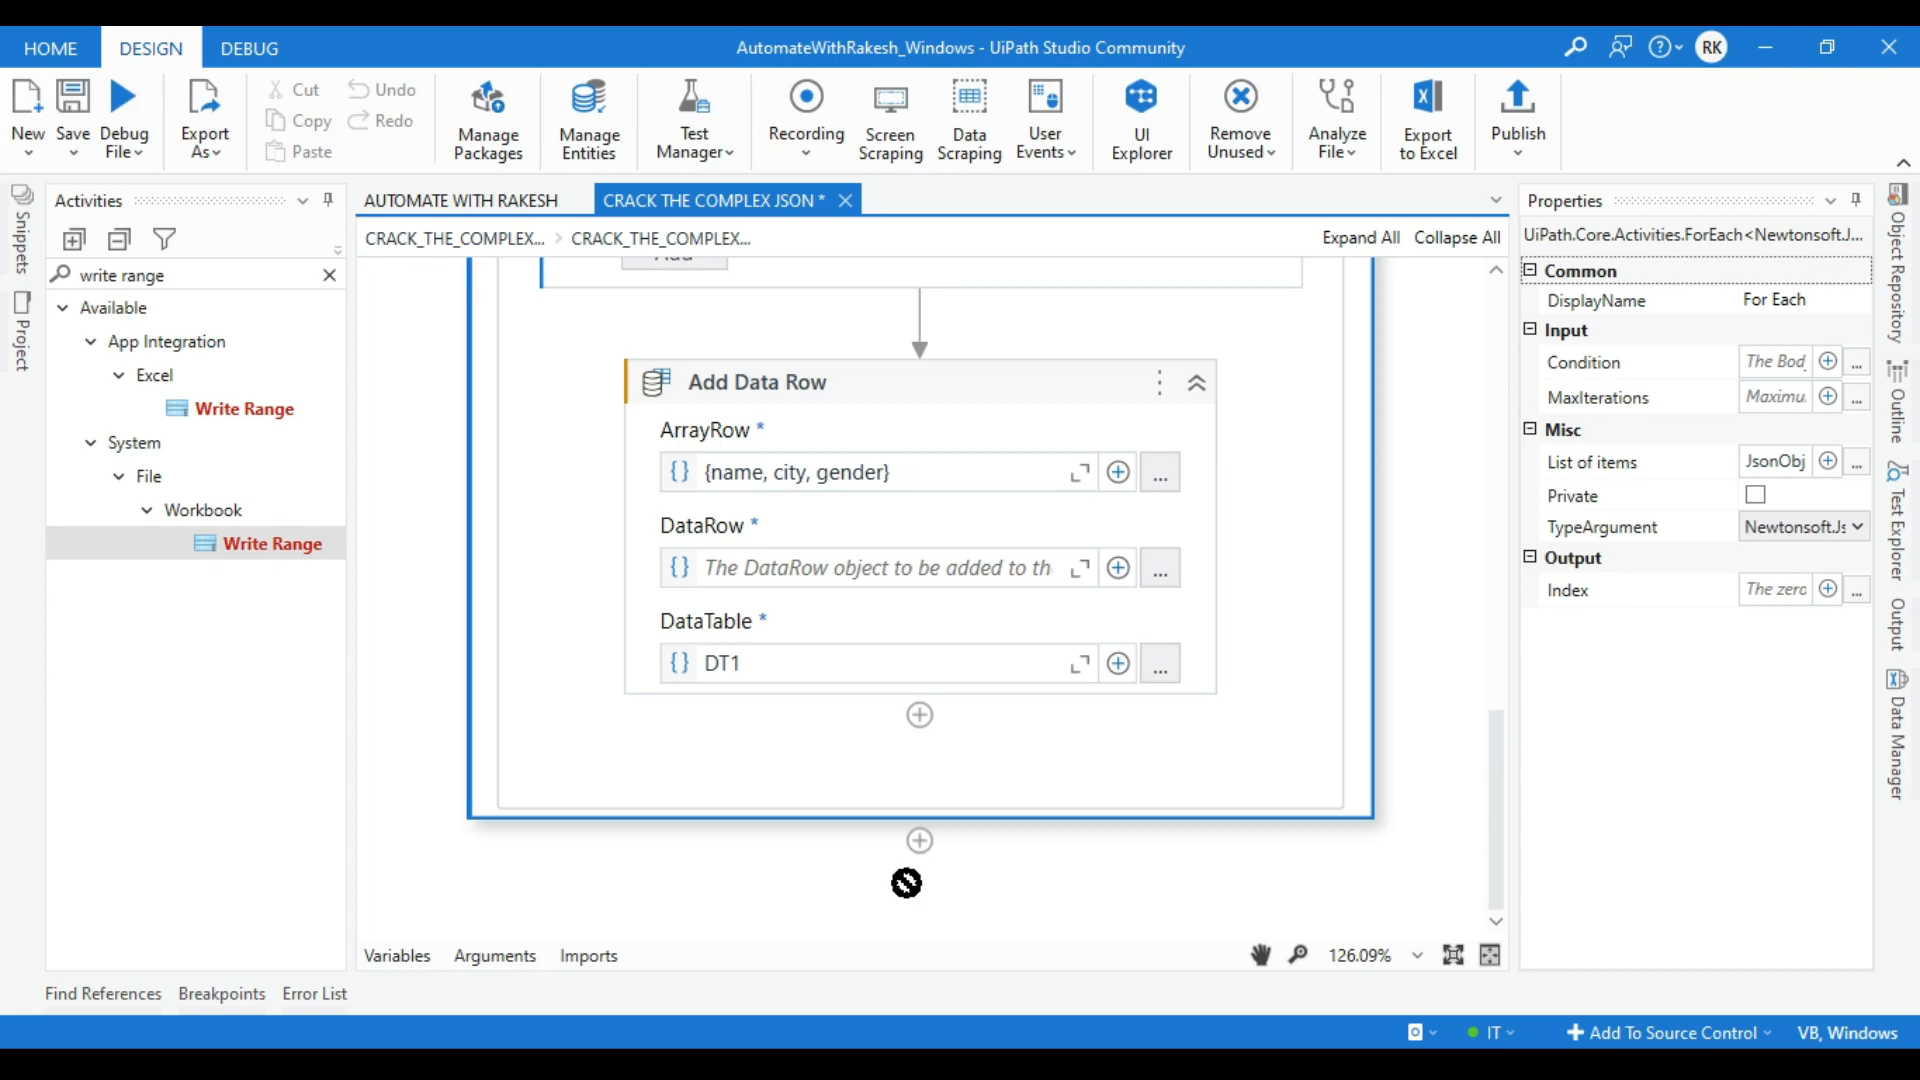 HOME
DESIGN
DEBUG
AutomateWithRakesh_Windows - UiPath Studio Community
RK
New
Save
Debug File
Export As
Cut
Copy
Paste
Undo
Redo
Manage Packages
Manage Entities
Test Manager
Recording
Screen Scraping
Data Scraping
User Events
UI Explorer
Remove Unused
Analyze File
Export to Excel
Publish
Snippets
Project
Activities
write range
Available
App Integration
Excel
Write Range
System
File
Workbook
Write Range
AUTOMATE WITH RAKESH
CRACK THE COMPLEX JSON *
CRACK_THE_COMPLEX... > CRACK_THE_COMPLEX...
Expand All
Collapse All
Add Data Row
ArrayRow *
{name, city, gender}
...
DataRow *
The DataRow object to be added to th
...
DataTable *
DT1
...
Variables
Arguments
Imports
126.09%
Properties
UiPath.Core.Activities.ForEach<Newtonsoft.J...
Common
DisplayName
For Each
Input
Condition
The Bod
...
MaxIterations
Maximu
...
Misc
List of items
JsonObj
...
Private
TypeArgument
Newtonsoft.Js
Output
Index
The zero
...
Object Repository
Outline
Test Explorer
Output
Data Manager
Find References
Breakpoints
Error List
IT
Add To Source Control
VB, Windows